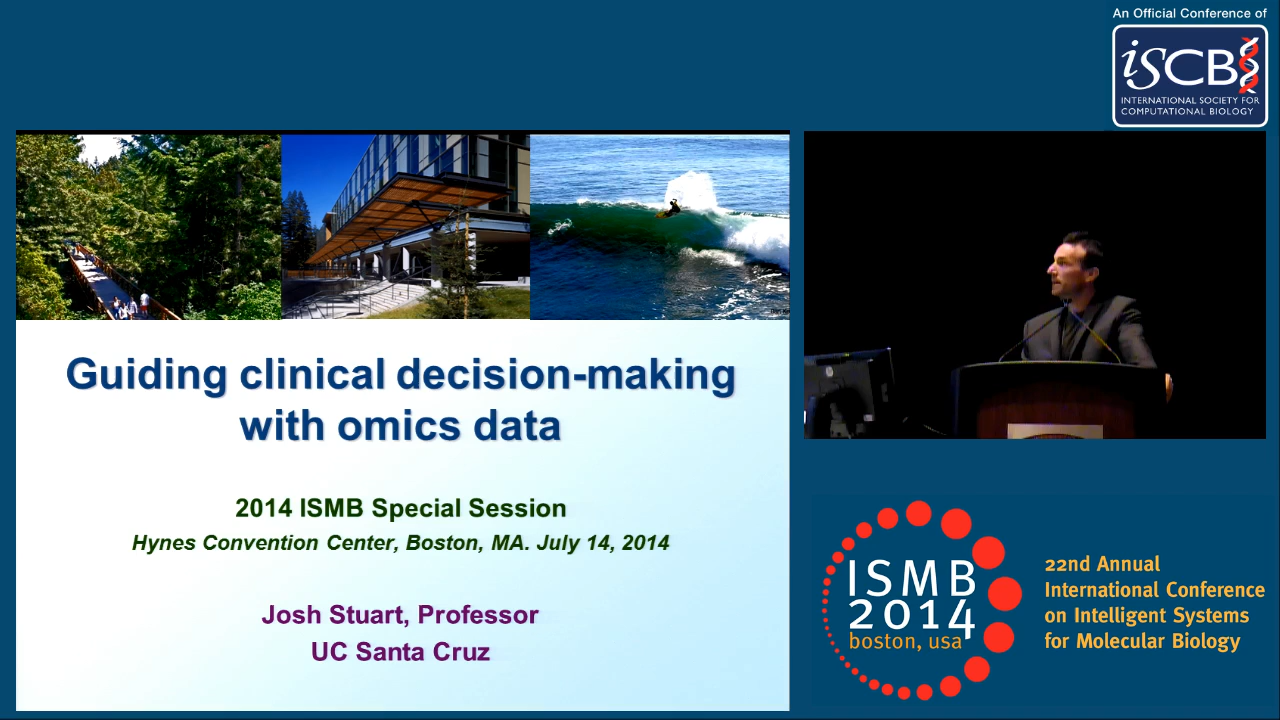 An Official Conference of
iSCB
INTERNATIONAL SOCIETY FOR
COMPUTATIONAL BIOLOGY
Guiding clinical decision-making
with omics data
2014 ISMB Special Session
Hynes Convention Center, Boston, MA. July 14, 2014
Josh Stuart, Professor
UC Santa Cruz
ISMB
2014
boston, usa
22nd Annual
International Conference
on Intelligent Systems
for Molecular Biology